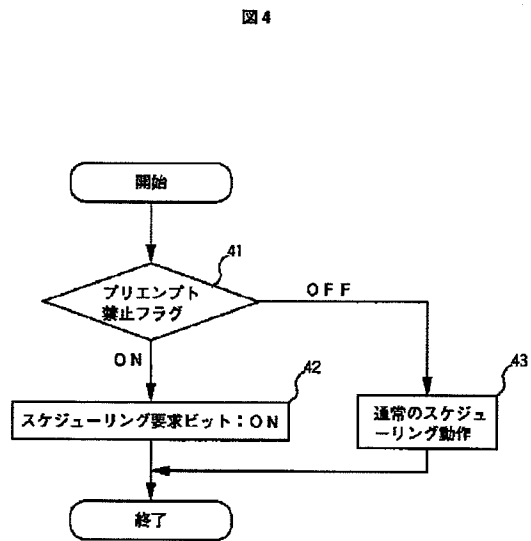 図4
開始
41
プリエンプト
禁止フラグ
OFF
ON
42
スケジューリング要求ビット：ON
43
通常のスケジュ
ーリング動作
終了